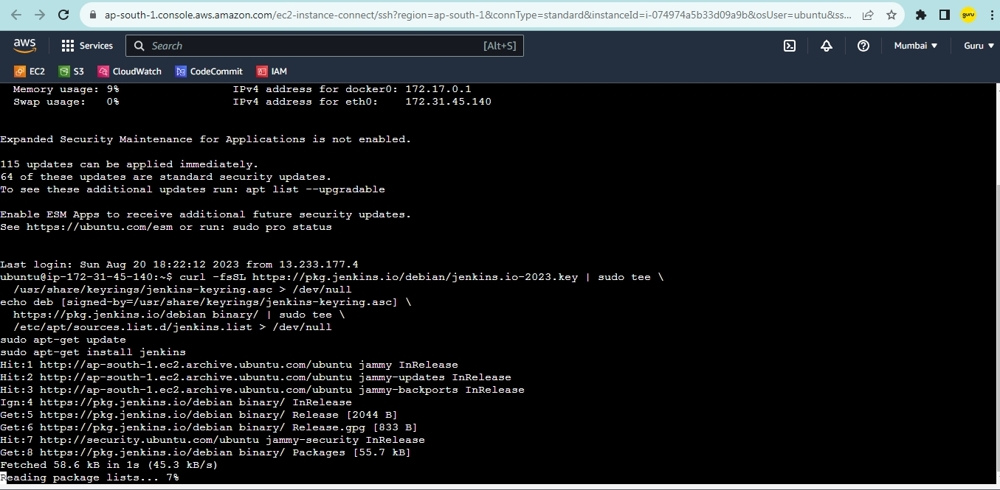 ap-south-1.console.aws.amazon.com/ec2-instance-connect/ssh?region=ap-south-1&connType=standard&instanceId=i-074974a5b33d09a9b&osUser=ubuntu&ss...
guru
aws
Services
Search
[Alt+S]
Mumbai
Guru
EC2
S3
CloudWatch
CodeCommit
IAM
Memory usage: 9% IPv4 address for docker0: 172.17.0.1
Swap usage: 0% IPv4 address for eth0: 172.31.45.140
Expanded Security Maintenance for Applications is not enabled.
115 updates can be applied immediately.
64 of these updates are standard security updates.
To see these additional updates run: apt list --upgradable
Enable ESM Apps to receive additional future security updates.
See https://ubuntu.com/esm or run: sudo pro status
Last login: Sun Aug 20 18:22:12 2023 from 13.233.177.4
ubuntu@ip-172-31-45-140:~$ curl -fsSL https://pkg.jenkins.io/debian/jenkins.io-2023.key | sudo tee \
/usr/share/keyrings/jenkins-keyring.asc > /dev/null
echo deb [signed-by=/usr/share/keyrings/jenkins-keyring.asc] \
https://pkg.jenkins.io/debian binary/ | sudo tee \
/etc/apt/sources.list.d/jenkins.list > /dev/null
sudo apt-get update
sudo apt-get install jenkins
Hit:1 http://ap-south-1.ec2.archive.ubuntu.com/ubuntu jammy InRelease
Hit:2 http://ap-south-1.ec2.archive.ubuntu.com/ubuntu jammy-updates InRelease
Hit:3 http://ap-south-1.ec2.archive.ubuntu.com/ubuntu jammy-backports InRelease
Ign:4 https://pkg.jenkins.io/debian binary/ InRelease
Get:5 https://pkg.jenkins.io/debian binary/ Release [2044 B]
Get:6 https://pkg.jenkins.io/debian binary/ Release.gpg [833 B]
Hit:7 http://security.ubuntu.com/ubuntu jammy-security InRelease
Get:8 https://pkg.jenkins.io/debian binary/ Packages [55.7 kB]
Fetched 58.6 kB in 1s (45.3 kB/s)
Reading package lists... 7%